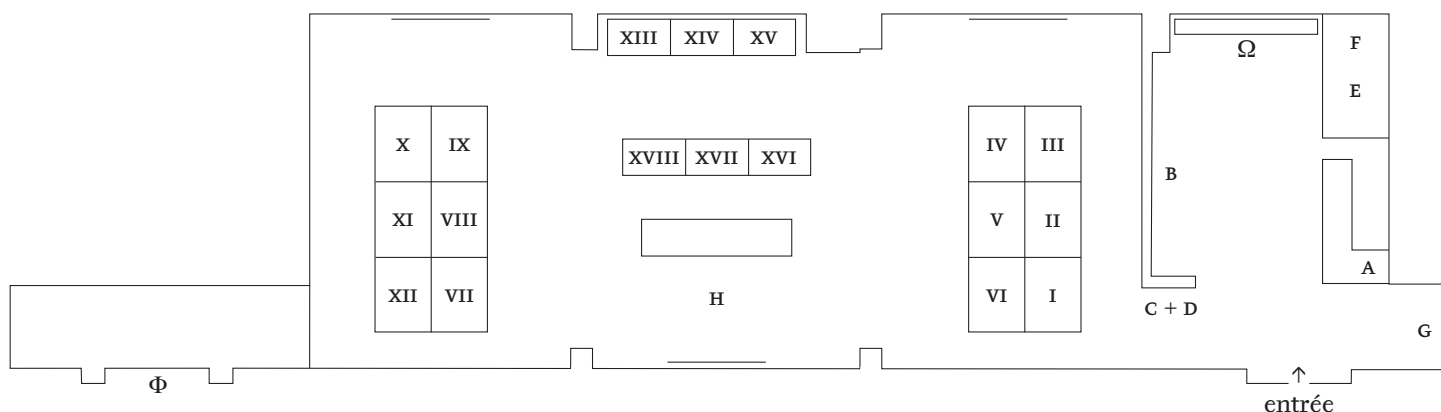 XIII XIV XV
F
Ω
E
X IX
IV III
XVIII XVII XVI
B
XI VIII
V II
A
XII VII
H
VI I
C + D
G
Φ
entrée